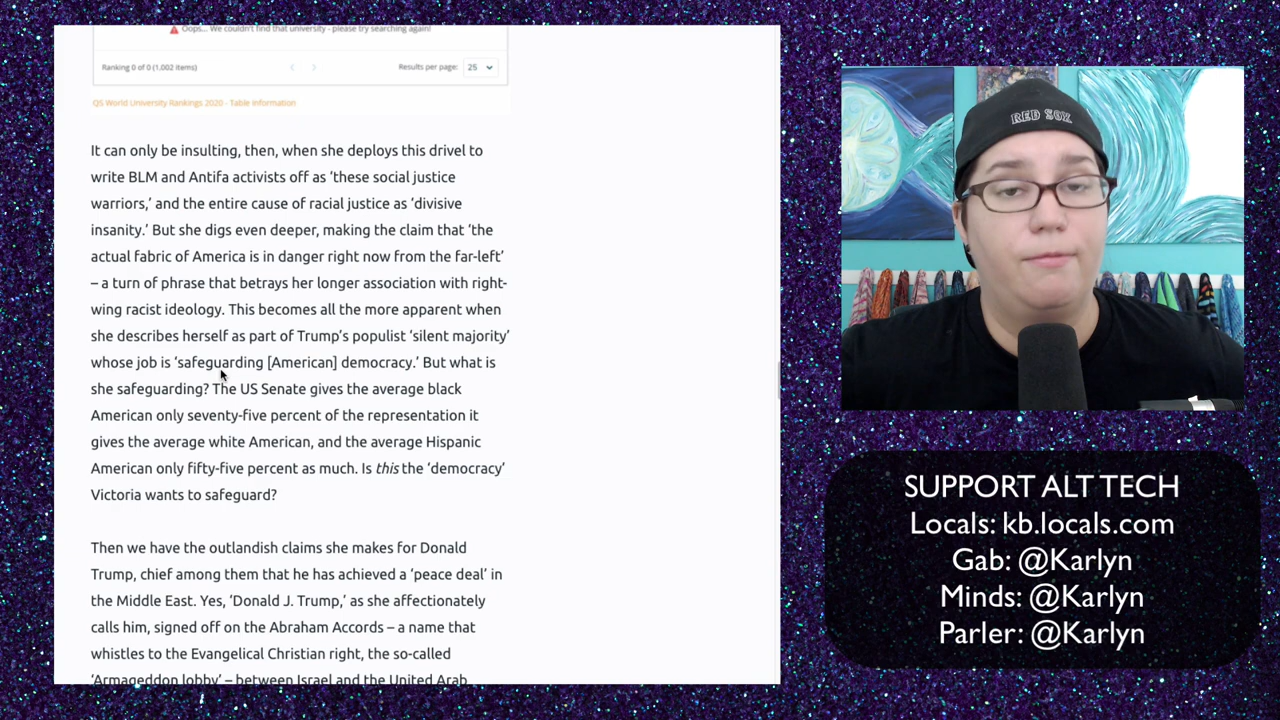 Oops... We couldn't find that university - please try searching again!
Ranking 0 of 0 (1,002 items)
Results per page: 25
QS World University Rankings 2020 - Table information
It can only be insulting, then, when she deploys this drivel to
write BLM and Antifa activists off as ‘these social justice
warriors,’ and the entire cause of racial justice as ‘divisive
insanity.’ But she digs even deeper, making the claim that ‘the
actual fabric of America is in danger right now from the far-left’
– a turn of phrase that betrays her longer association with right-
wing racist ideology. This becomes all the more apparent when
she describes herself as part of Trump’s populist ‘silent majority’
whose job is ‘safeguarding [American] democracy.’ But what is
she safeguarding? The US Senate gives the average black
American only seventy-five percent of the representation it
gives the average white American, and the average Hispanic
American only fifty-five percent as much. Is this the ‘democracy’
Victoria wants to safeguard?
Then we have the outlandish claims she makes for Donald
Trump, chief among them that he has achieved a ‘peace deal’ in
the Middle East. Yes, ‘Donald J. Trump,’ as she affectionately
calls him, signed off on the Abraham Accords – a name that
whistles to the Evangelical Christian right, the so-called
‘Armageddon lobby’ – between Israel and the United Arab
RED SOX
SUPPORT ALT TECH
Locals: kb.locals.com
Gab: @Karlyn
Minds: @Karlyn
Parler: @Karlyn